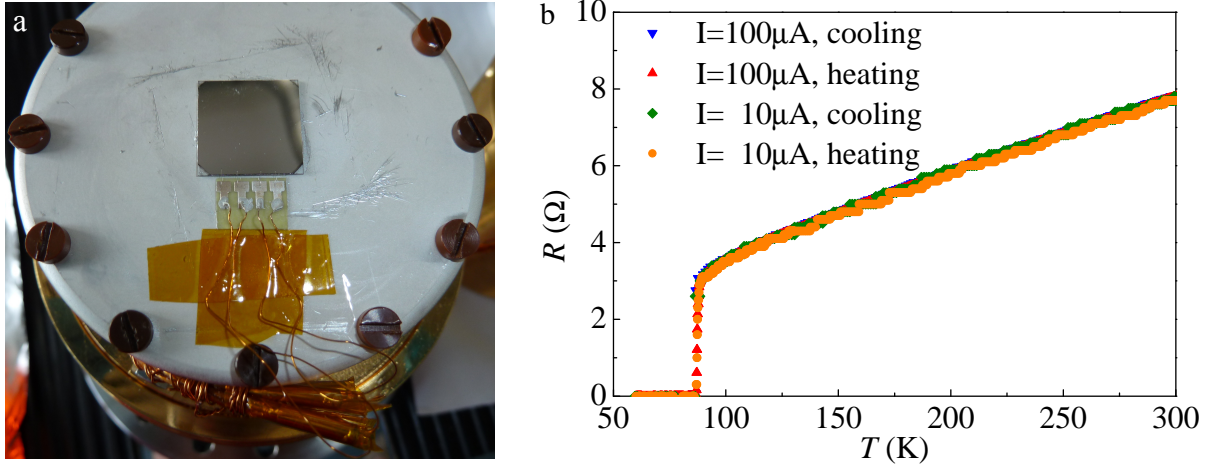 a
b
10
8
6
4
2
0
R (Ω)
I=100μA, cooling
I=100μA, heating
I= 10μA, cooling
I= 10μA, heating
50 100 150 200 250 300
T (K)